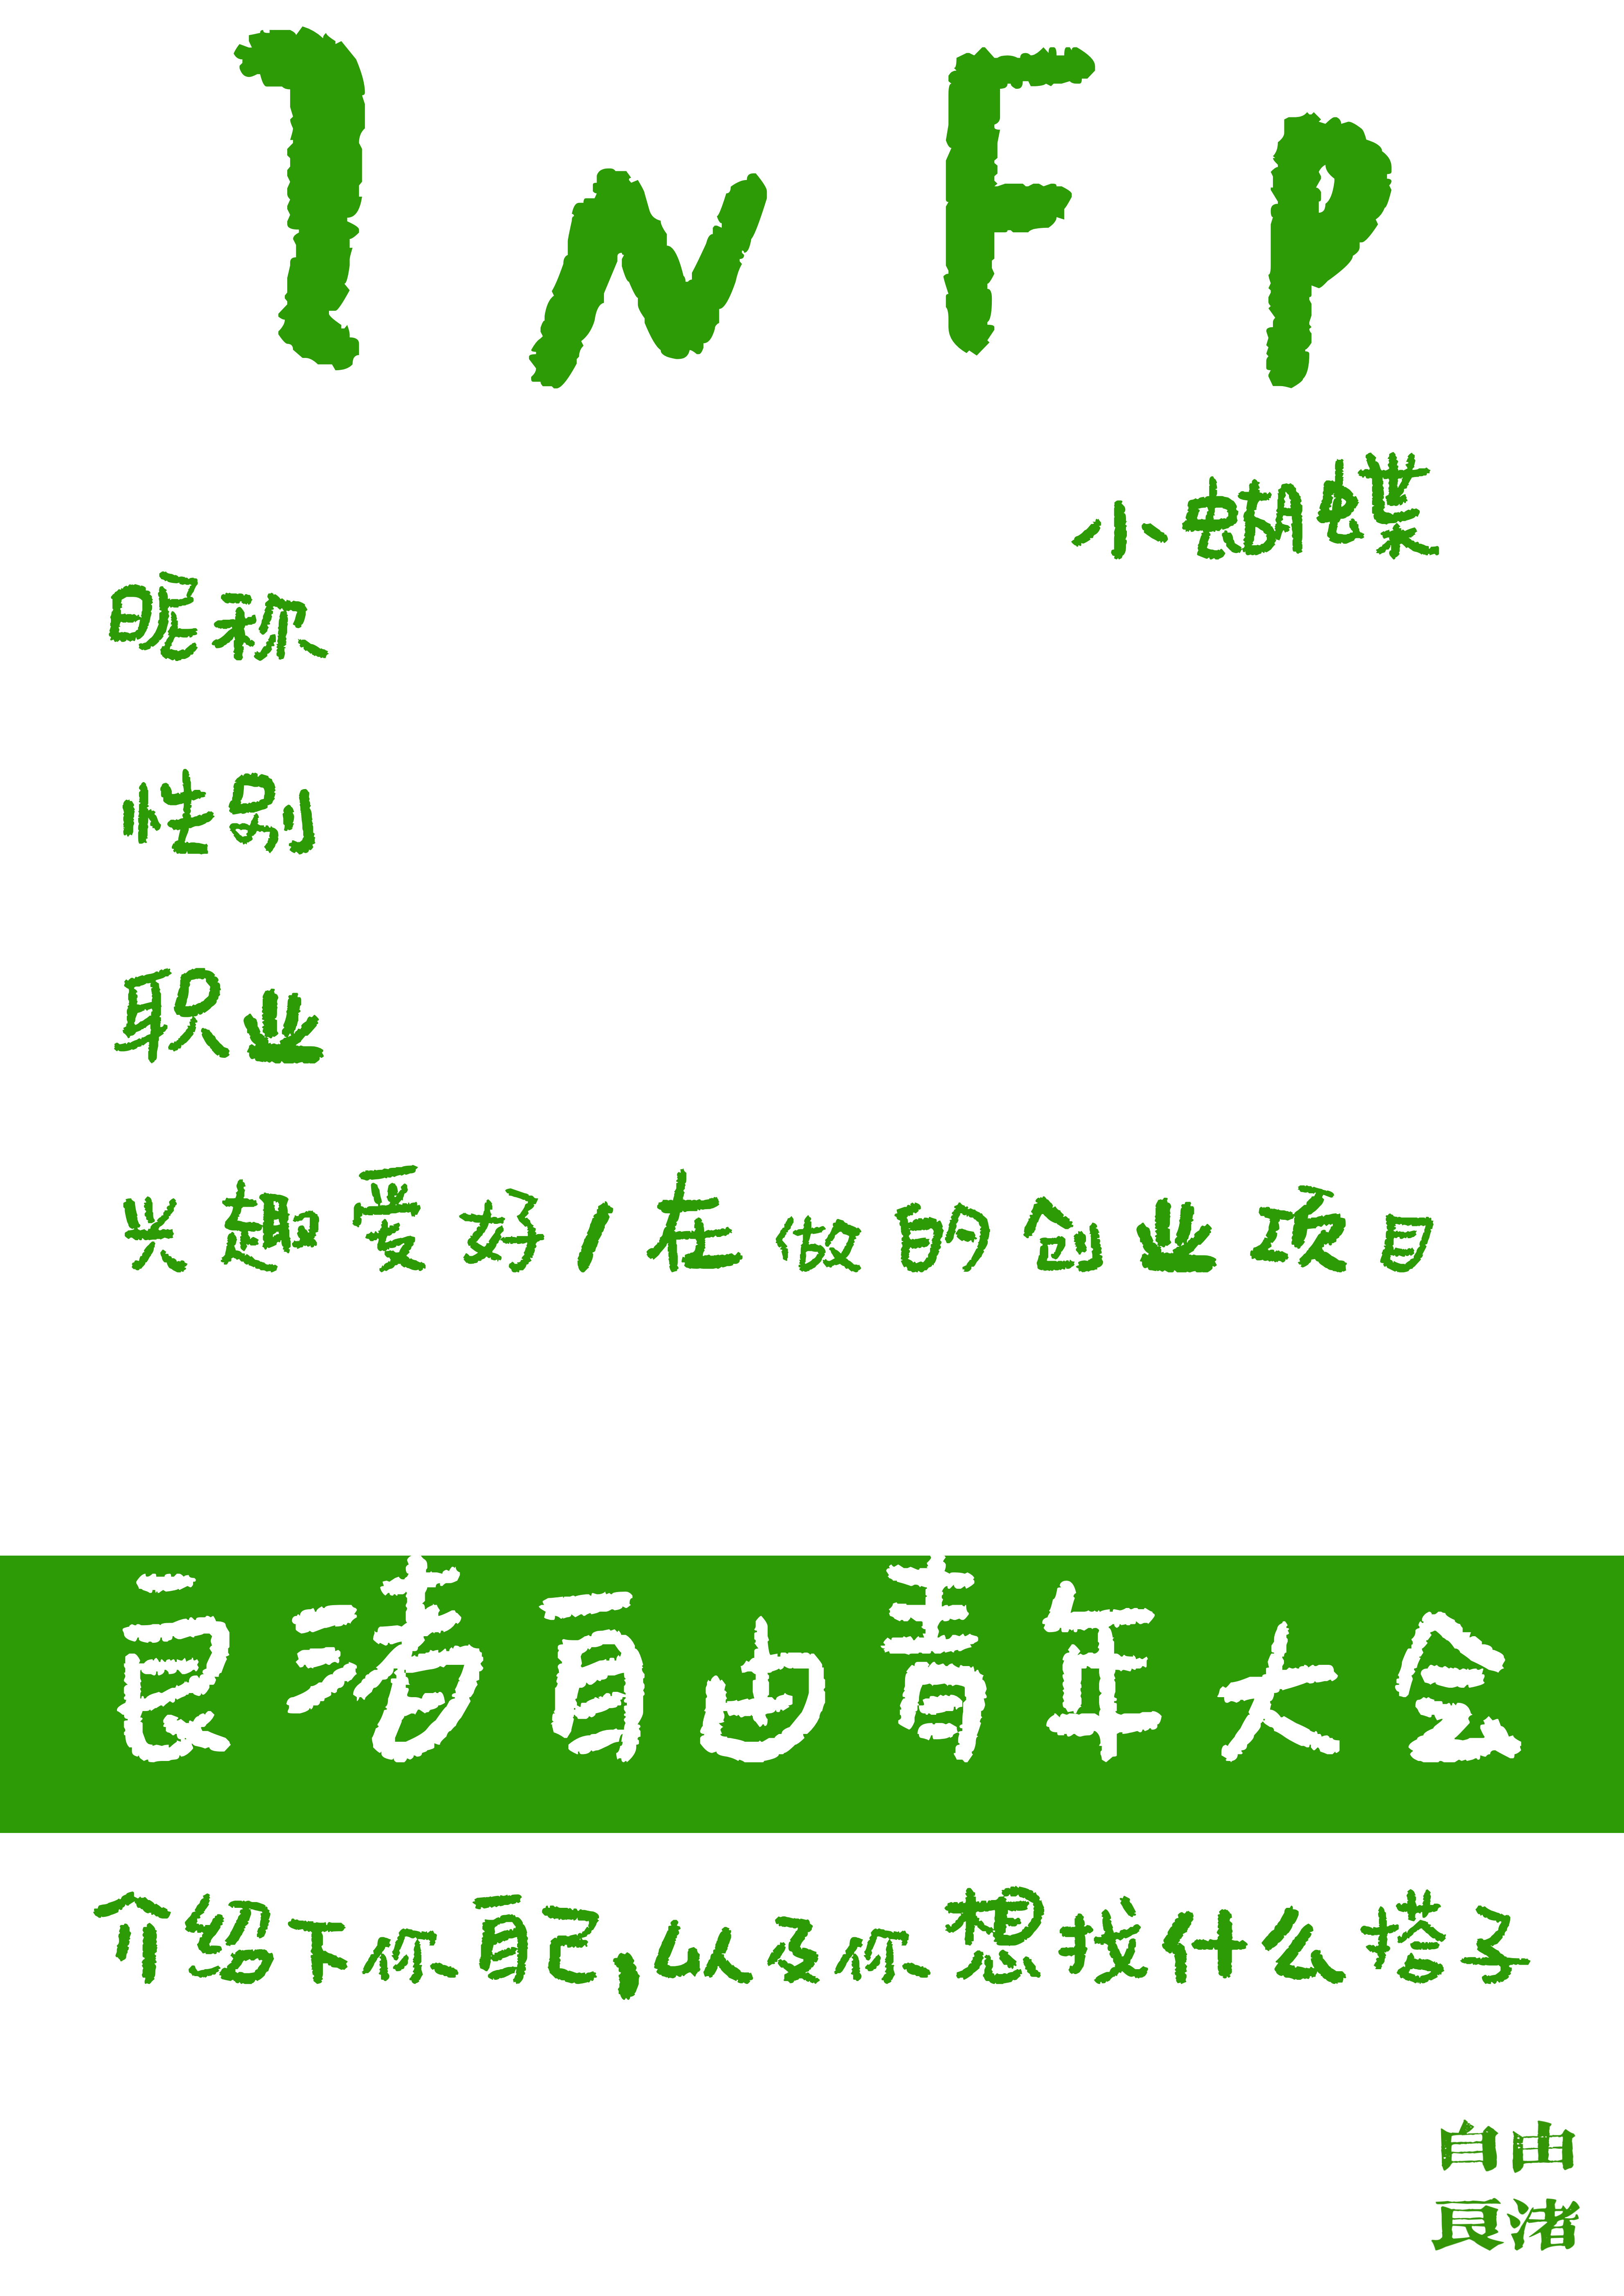 INFP
小蝴蝶
昵称
性别
职业
兴趣爱好/在做的创业项目
良渚自由青年大会
介绍下你自己,以及你想找什么搭子
自由
良渚